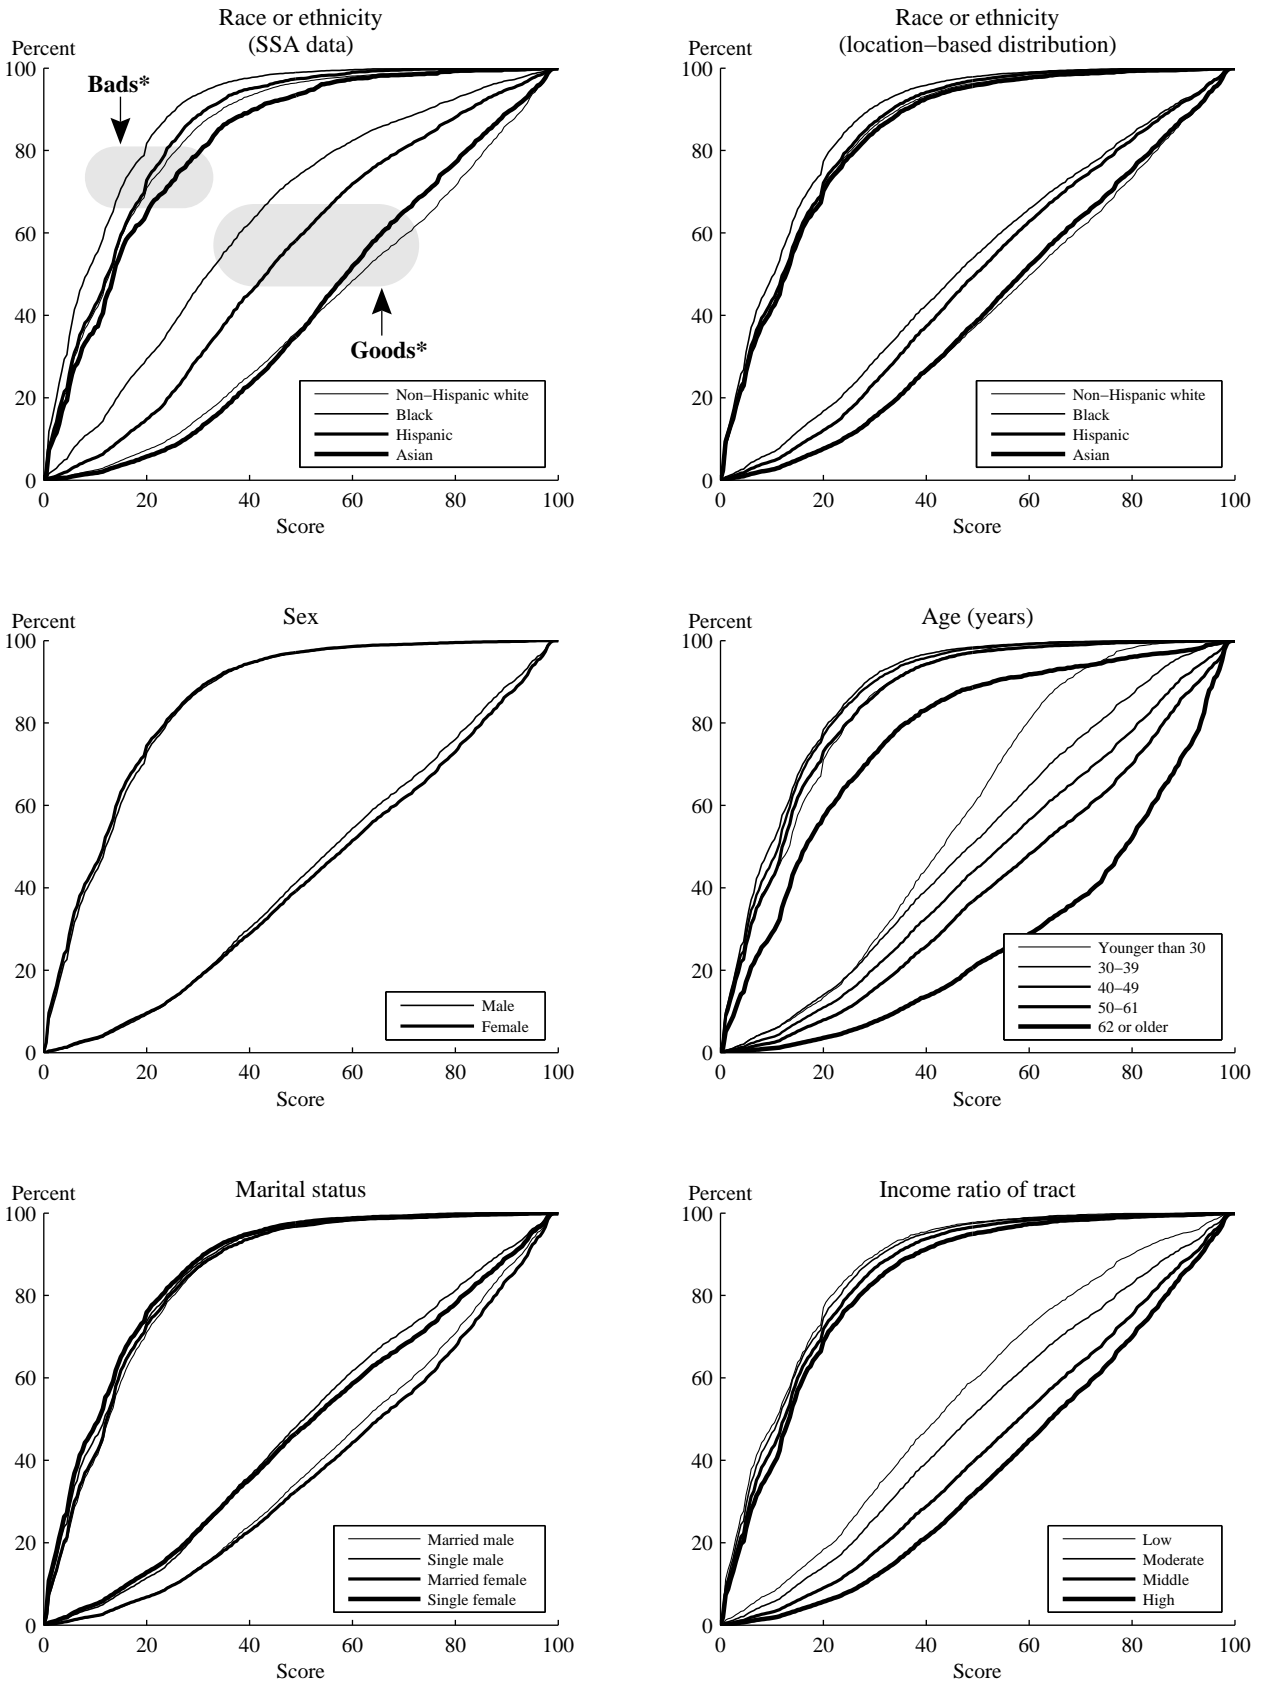 Race or ethnicity
(SSA data)
Percent
100
80
60
40
20
0
Bads*
Goods*
Non−Hispanic white
Black
Hispanic
Asian
0 20 40 60 80 100
Score
Race or ethnicity
(location−based distribution)
Percent
100
80
60
40
20
0
Non−Hispanic white
Black
Hispanic
Asian
0 20 40 60 80 100
Score
Sex
Percent
100
80
60
40
20
0
Male
Female
0 20 40 60 80 100
Score
Age (years)
Percent
100
80
60
40
20
0
Younger than 30
30−39
40−49
50−61
62 or older
0 20 40 60 80 100
Score
Marital status
Percent
100
80
60
40
20
0
Married male
Single male
Married female
Single female
0 20 40 60 80 100
Score
Income ratio of tract
Percent
100
80
60
40
20
0
Low
Moderate
Middle
High
0 20 40 60 80 100
Score